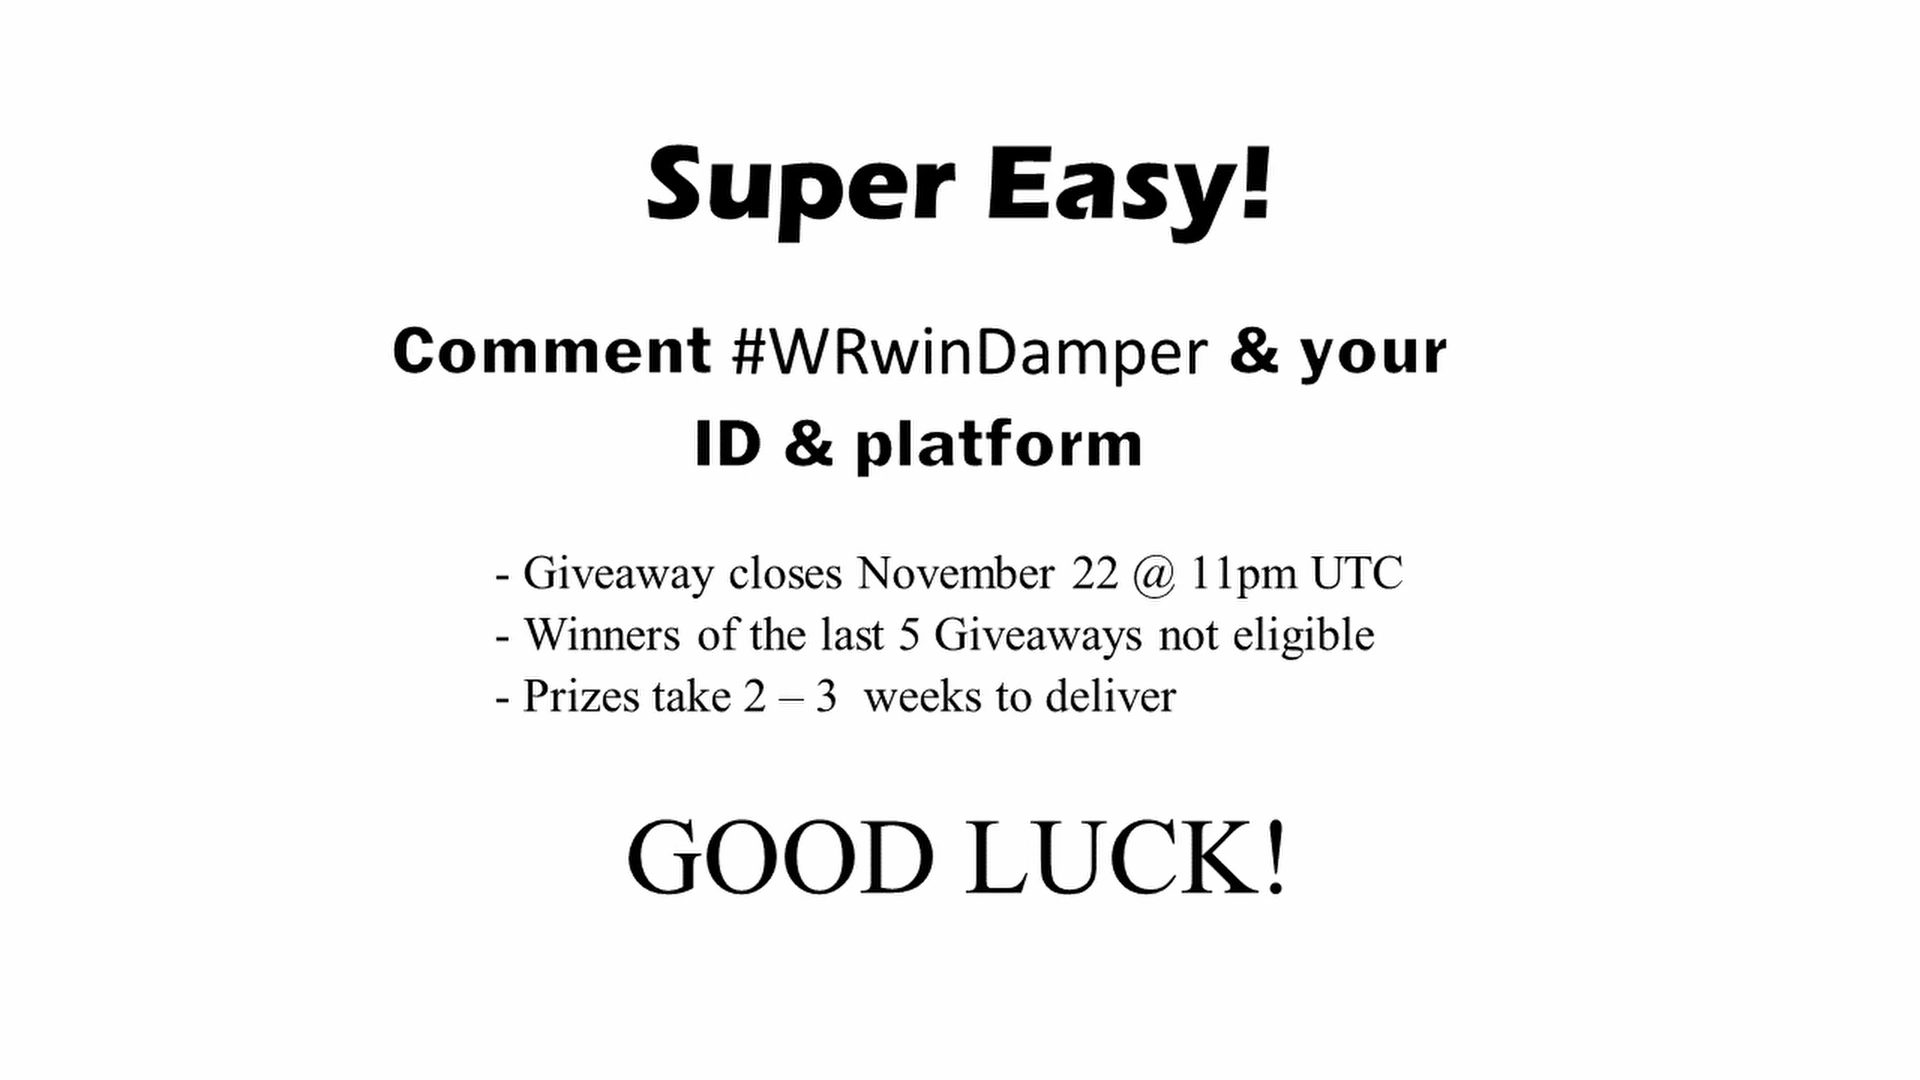 Super Easy!
Comment #WRwinDamper & your
ID & platform
- Giveaway closes November 22 @ 11pm UTC
- Winners of the last 5 Giveaways not eligible
- Prizes take 2 – 3  weeks to deliver
GOOD LUCK!